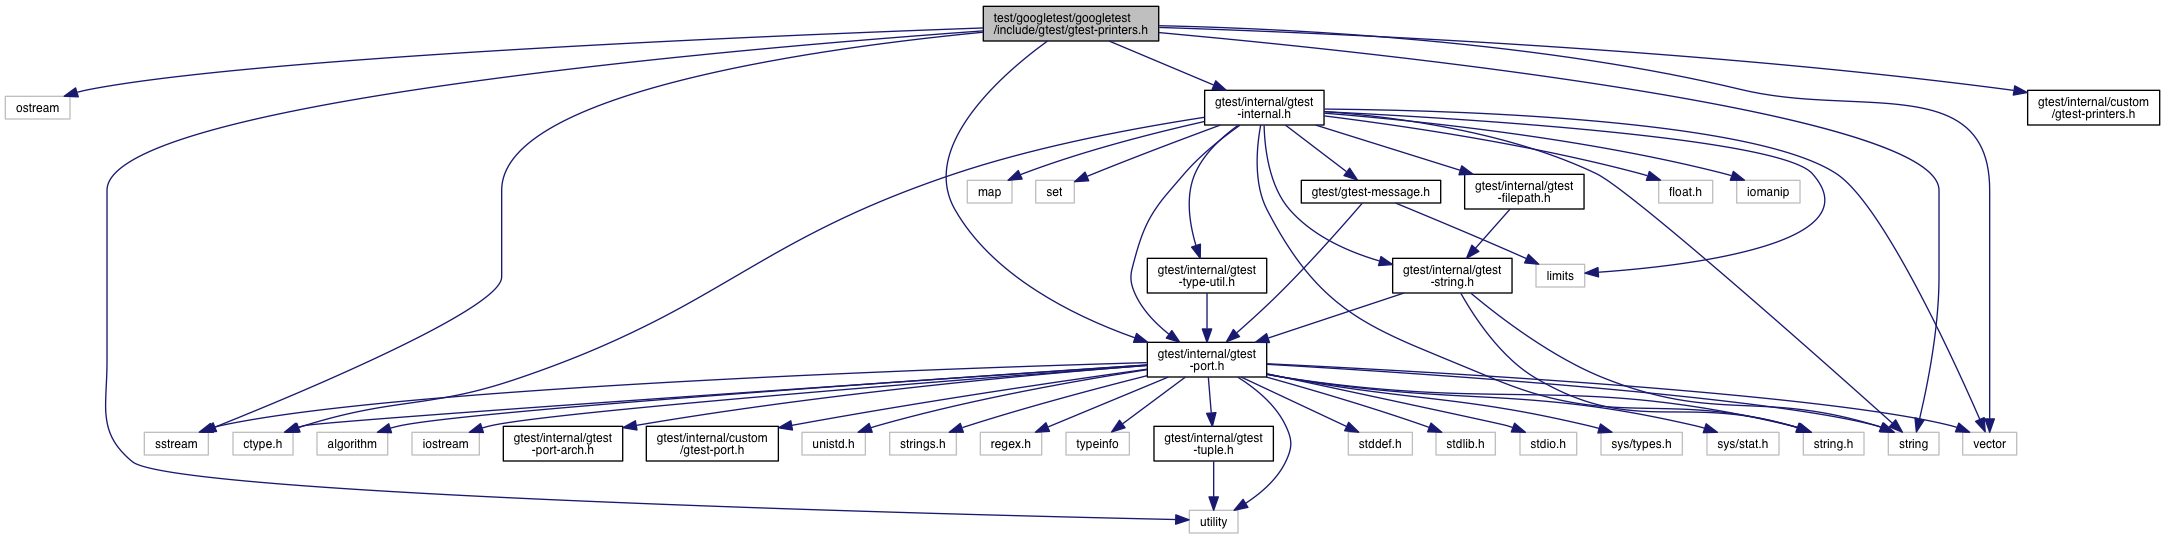 test/googletest/googletest
/include/gtest/gtest-printers.h
ostream
gtest/internal/gtest
-internal.h
gtest/internal/custom
/gtest-printers.h
map
set
gtest/gtest-message.h
gtest/internal/gtest
-filepath.h
float.h
iomanip
gtest/internal/gtest
-type-util.h
gtest/internal/gtest
-string.h
limits
gtest/internal/gtest
-port.h
sstream
ctype.h
algorithm
iostream
gtest/internal/gtest
-port-arch.h
gtest/internal/custom
/gtest-port.h
unistd.h
strings.h
regex.h
typeinfo
gtest/internal/gtest
-tuple.h
stddef.h
stdlib.h
stdio.h
sys/types.h
sys/stat.h
string.h
string
vector
utility